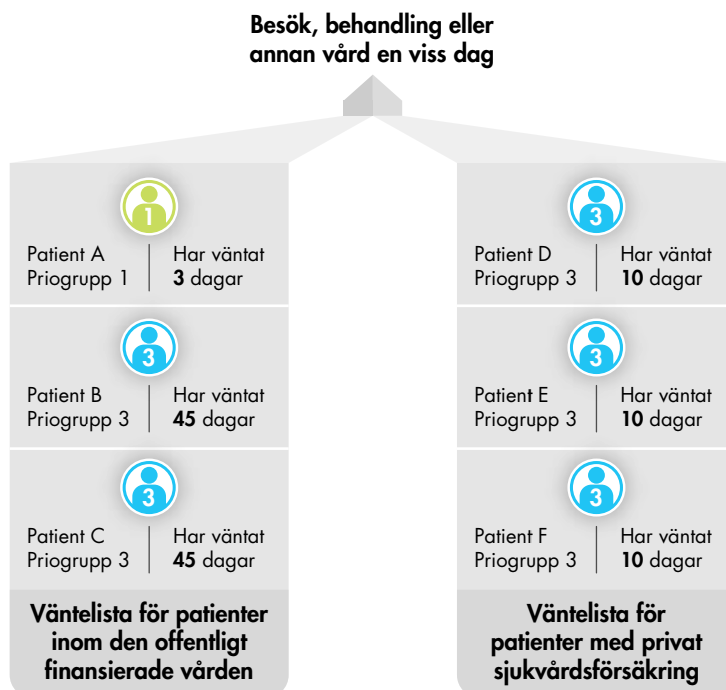 Besök, behandling eller
annan vård en viss dag
1
Patient A
Priogrupp 1
Har väntat
3 dagar
3
Patient B
Priogrupp 3
Har väntat
45 dagar
3
Patient C
Priogrupp 3
Har väntat
45 dagar
Väntelista för patienter
inom den offentligt
finansierade vården
3
Patient D
Priogrupp 3
Har väntat
10 dagar
3
Patient E
Priogrupp 3
Har väntat
10 dagar
3
Patient F
Priogrupp 3
Har väntat
10 dagar
Väntelista för
patienter med privat
sjukvårdsförsäkring